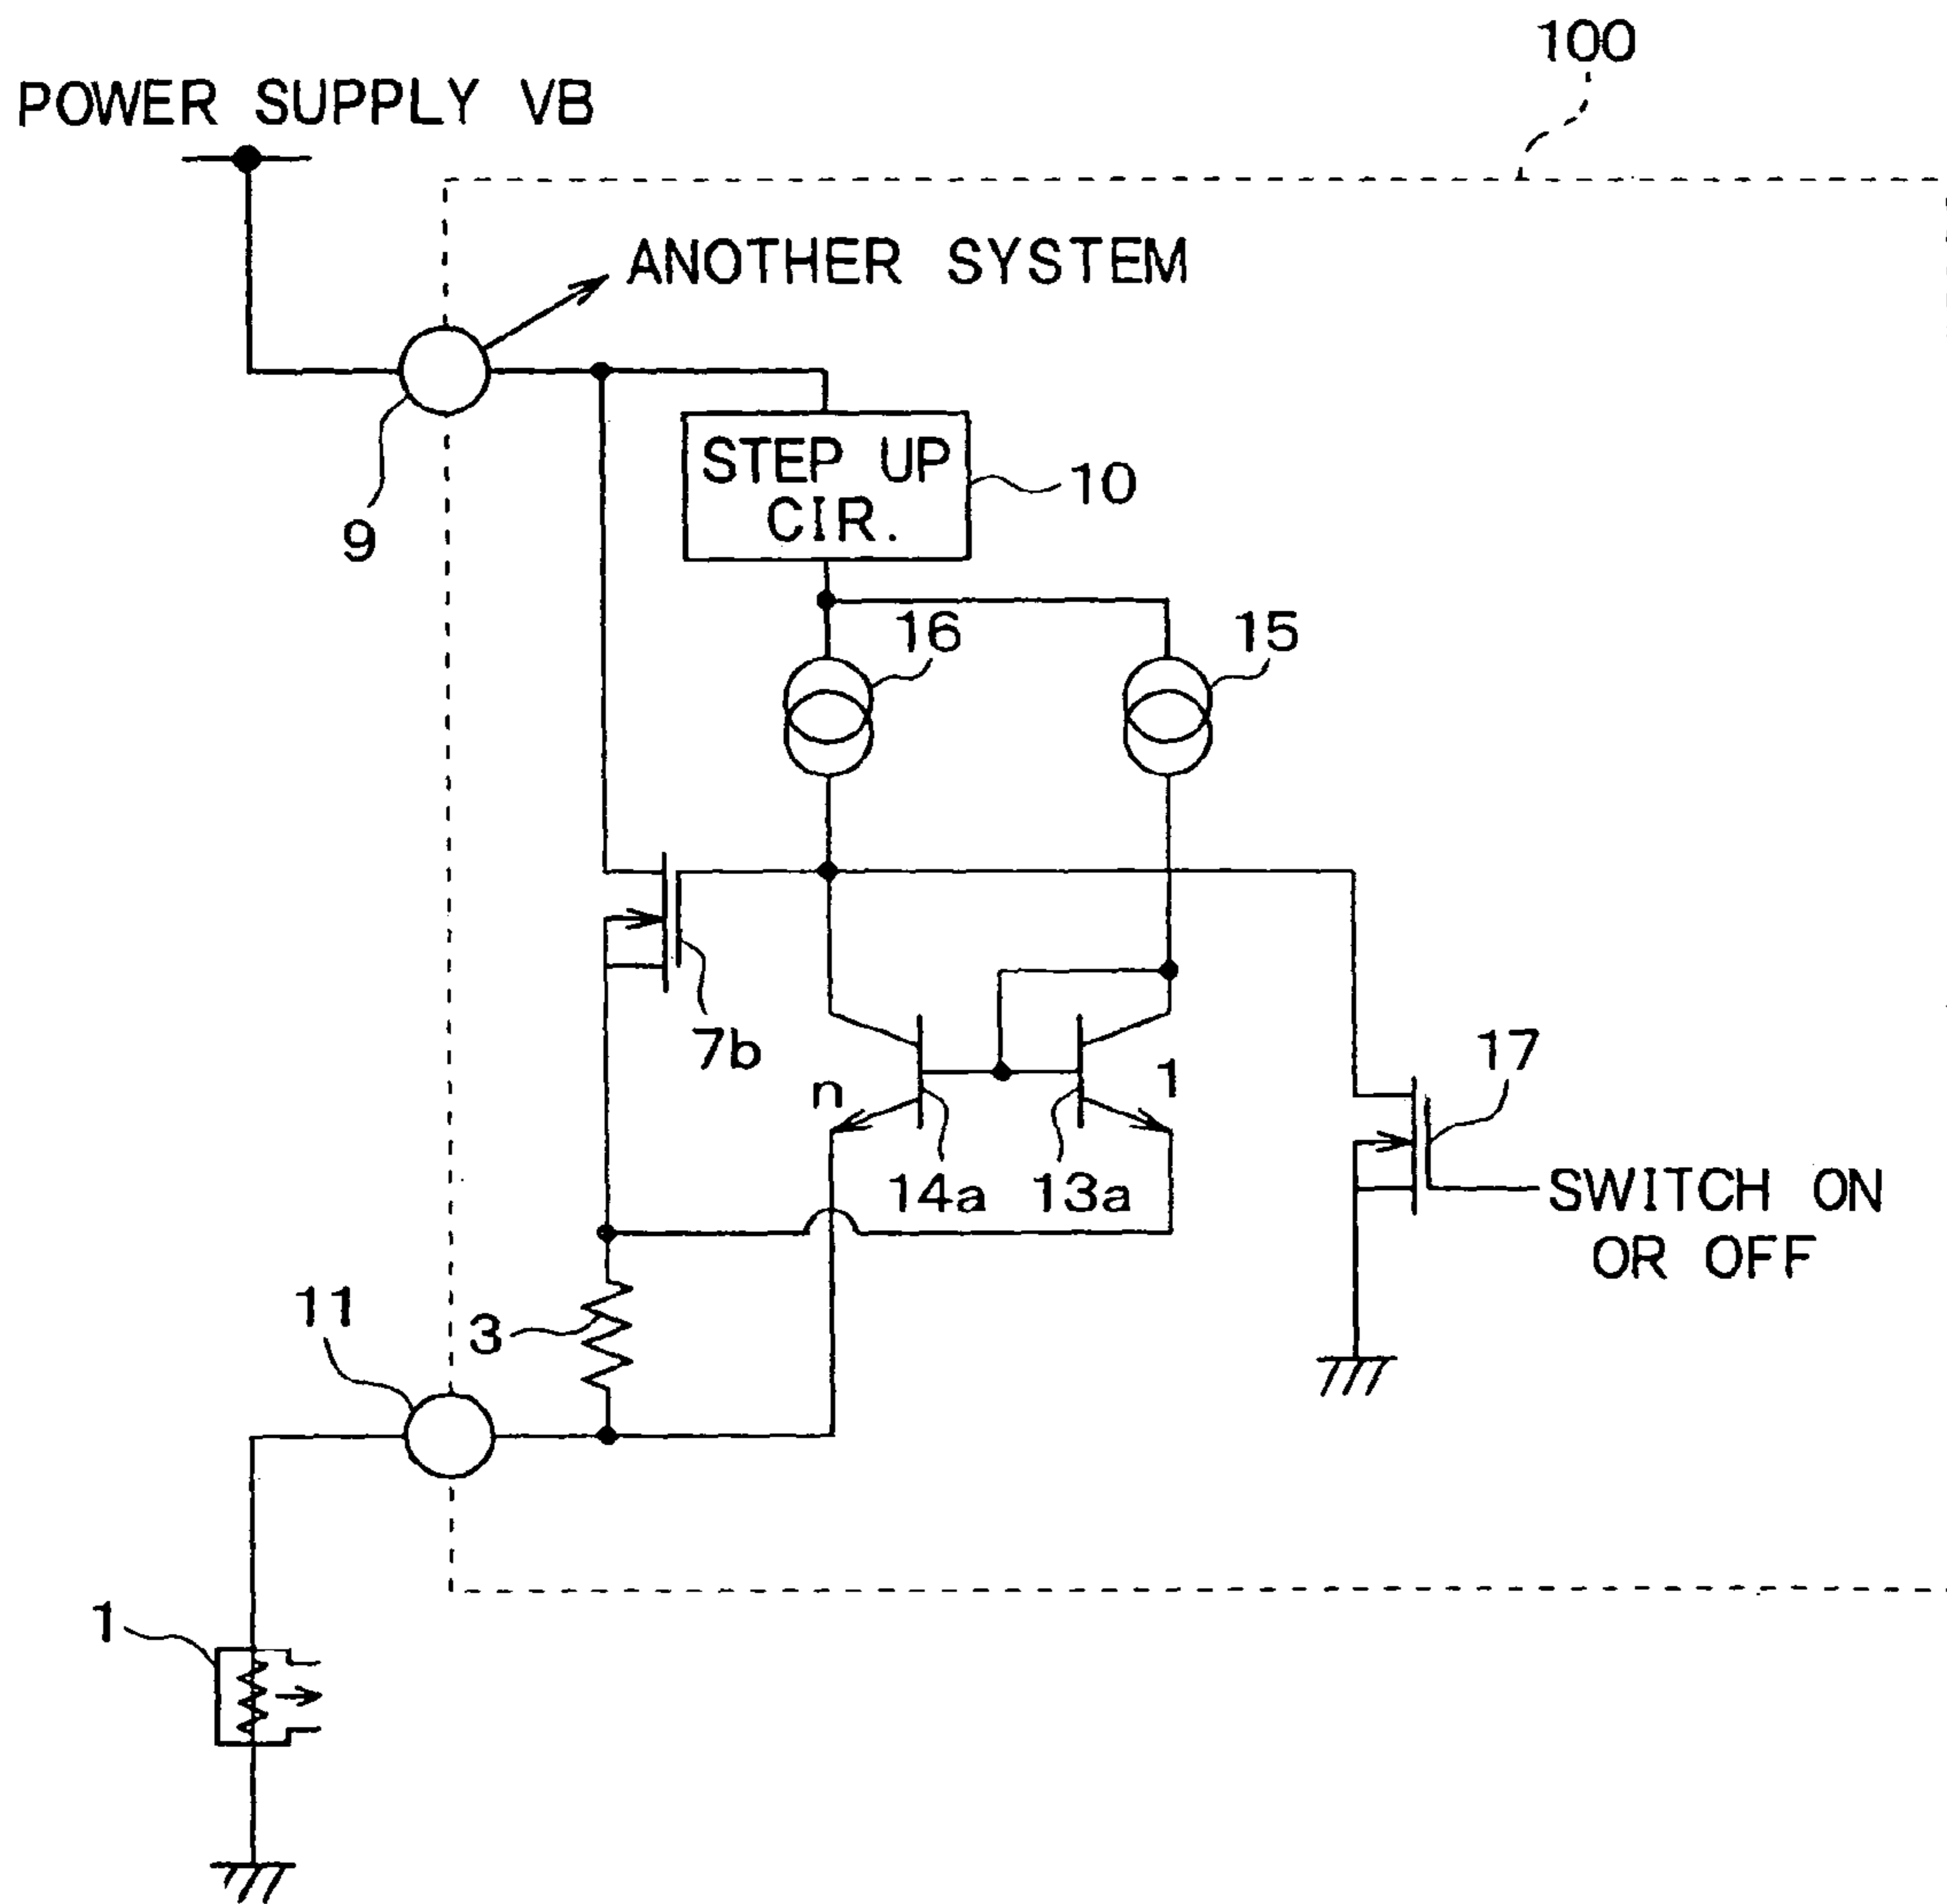 100
POWER SUPPLY VB
ANOTHER SYSTEM
9
STEP UP
CIR.
10
16
15
7b
n
1
17
14a
13a
SWITCH ON
OR OFF
11
3
1